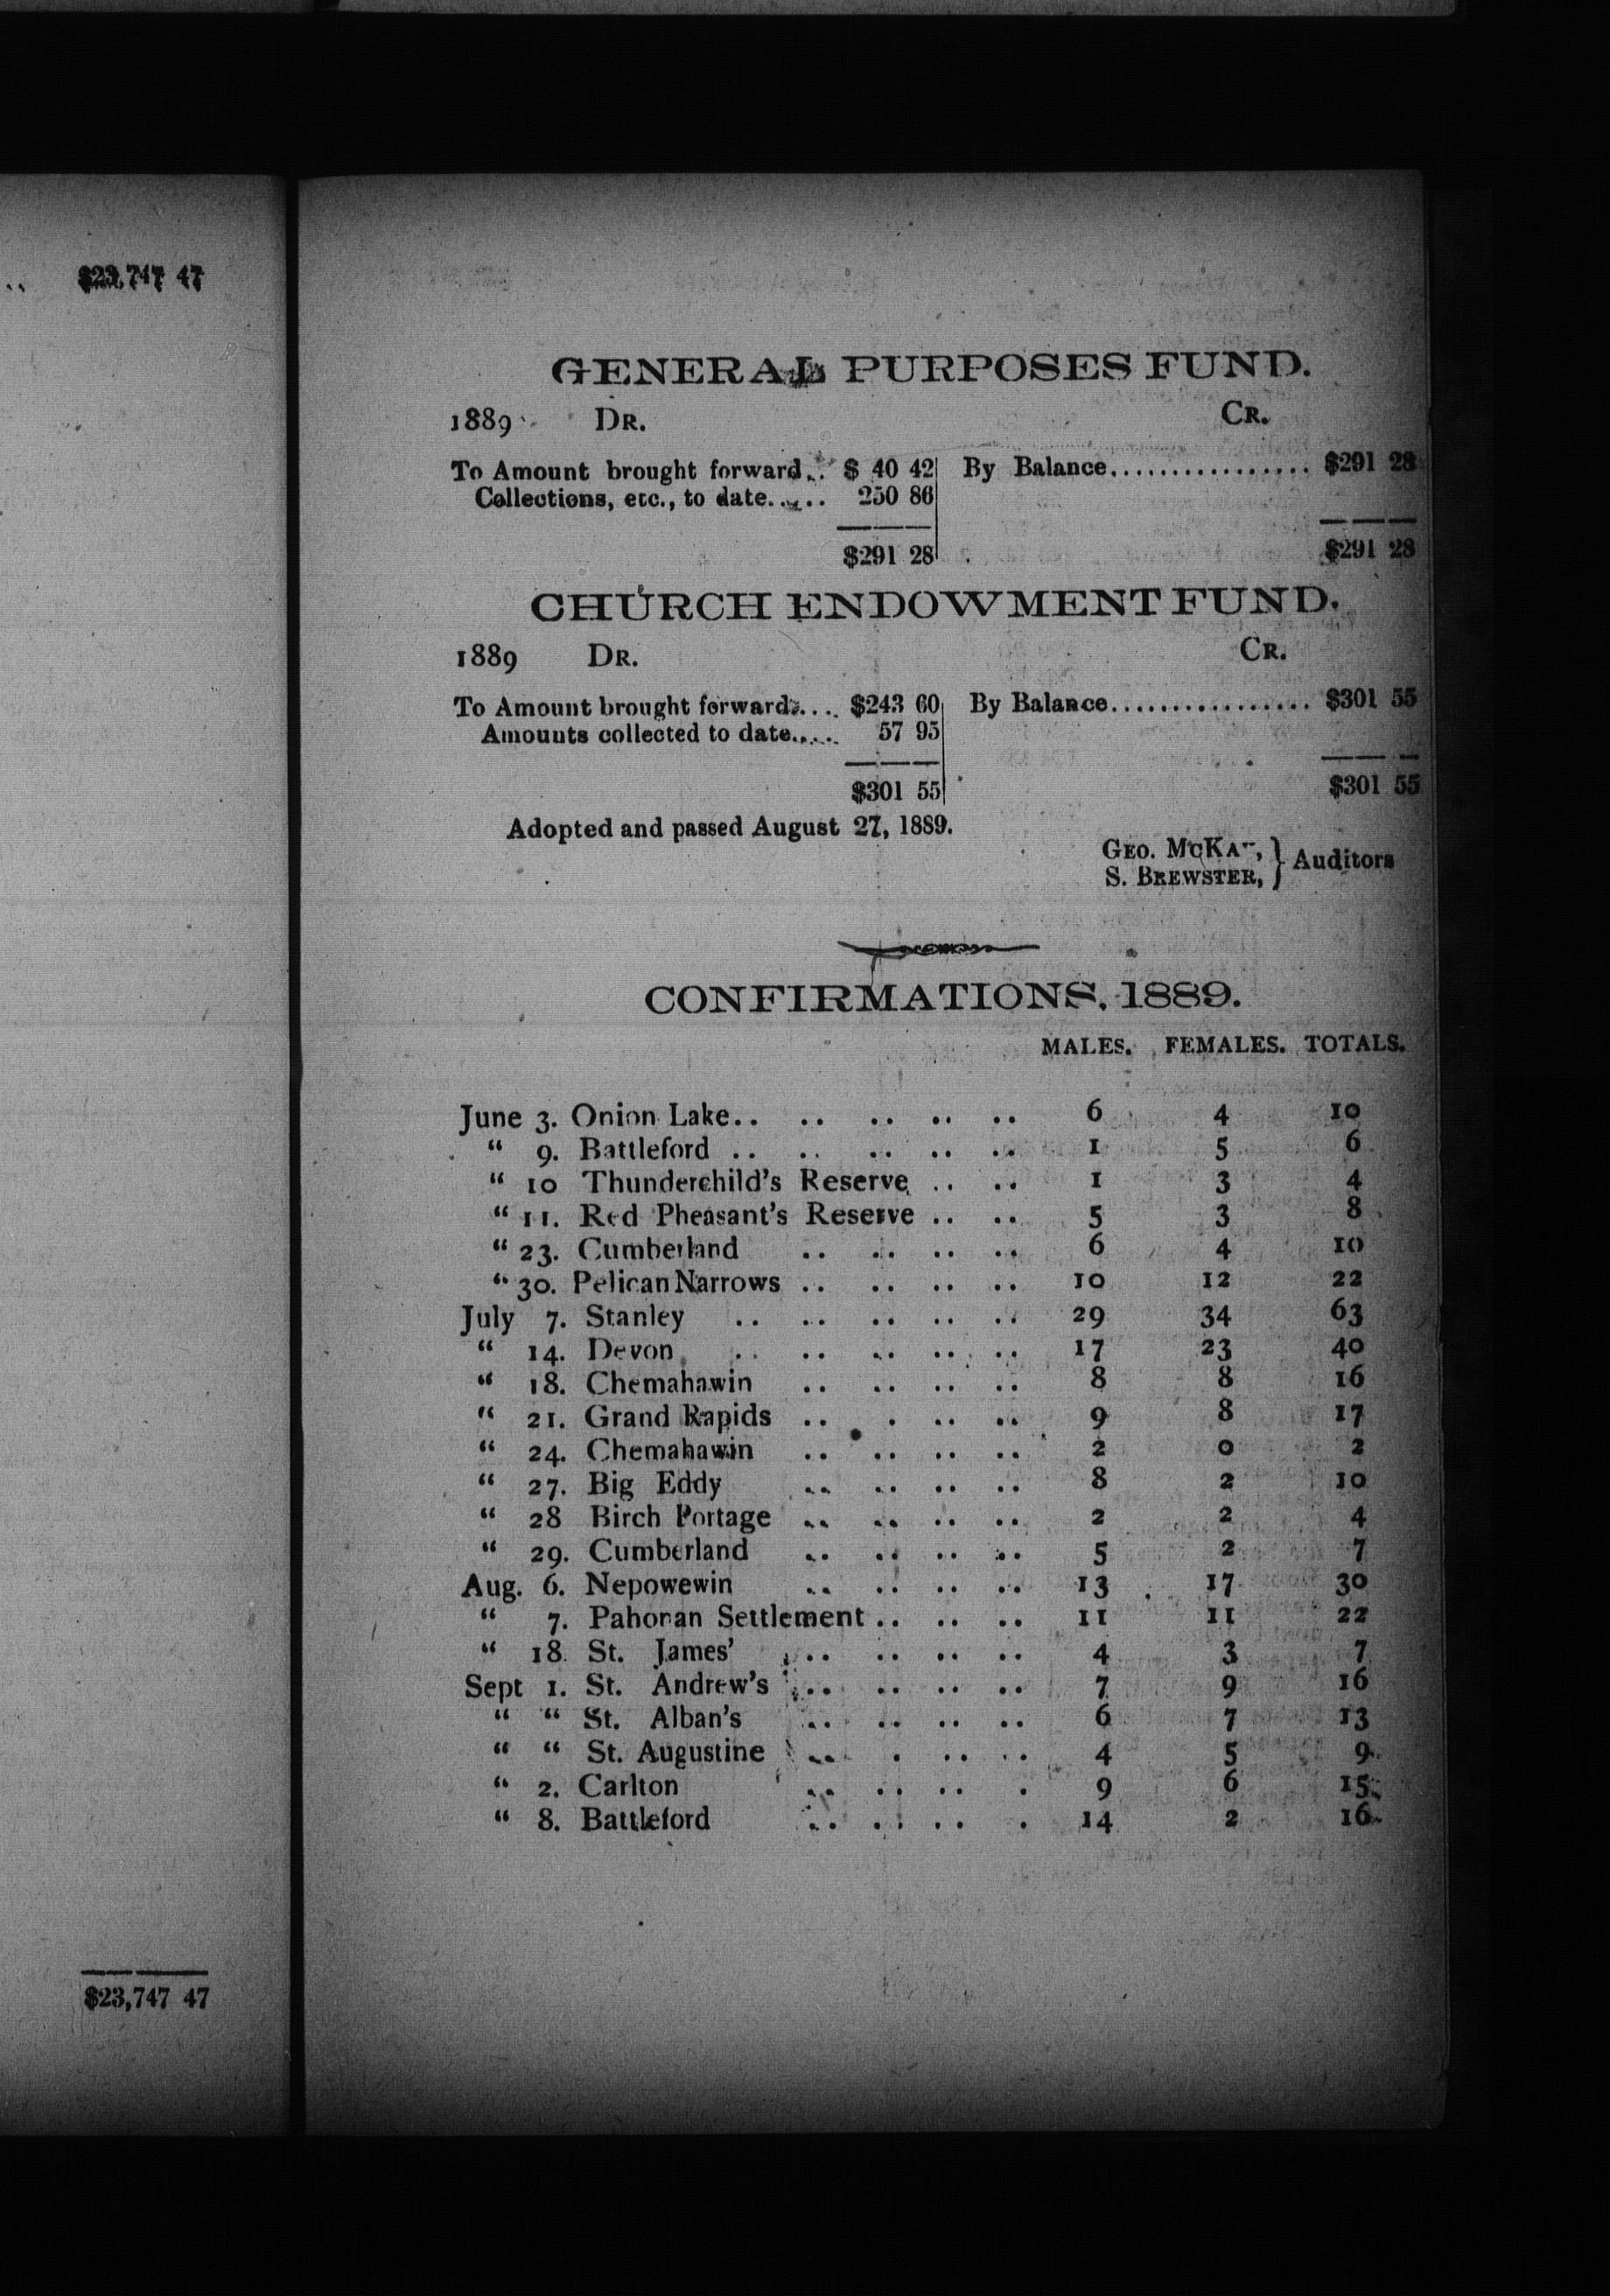 .. $23,747 47
$23,747 47
GENERAL PURPOSES FUND.
1889 DR. CR.
To Amount brought forward.. $ 40 42 By Balance................ $291 28
Collections, etc., to date..... 250 86
$291 28 $291 28
CHURCH ENDOWMENT FUND.
1889 DR. CR.
To Amount brought forward.... $243 60 By Balance................ $301 55
Amounts collected to date..... 57 95
$301 55 $301 55
Adopted and passed August 27, 1889.
GEO. McKAY, } Auditors
S. BREWSTER,
CONFIRMATIONS, 1889.
MALES. FEMALES. TOTALS.
June 3. Onion Lake.. .. .. .. .. 6 4 10
“ 9. Battleford .. .. .. .. .. 1 5 6
“ 10 Thunderchild's Reserve .. .. 1 3 4
“ 11. Red Pheasant's Reserve .. .. 5 3 8
“ 23. Cumberland .. .. .. .. 6 4 10
“ 30. Pelican Narrows .. .. .. .. 10 12 22
July 7. Stanley .. .. .. .. .. 29 34 63
“ 14. Devon .. .. .. .. .. 17 23 40
“ 18. Chemahawin .. .. .. .. 8 8 16
“ 21. Grand Rapids .. . .. .. 9 8 17
“ 24. Chemahawin .. .. .. .. 2 0 2
“ 27. Big Eddy .. .. .. .. 8 2 10
“ 28 Birch Portage .. .. .. .. 2 2 4
“ 29. Cumberland .. .. .. .. 5 2 7
Aug. 6. Nepowewin .. .. .. .. 13 17 30
“ 7. Pahonan Settlement .. .. .. 11 11 22
“ 18. St. James' .. .. .. .. 4 3 7
Sept 1. St. Andrew's .. .. .. .. 7 9 16
“ “ St. Alban's .. .. .. .. 6 7 13
“ “ St. Augustine .. . .. .. 4 5 9
“ 2. Carlton .. .. .. . 9 6 15
“ 8. Battleford .. .. .. . 14 2 16